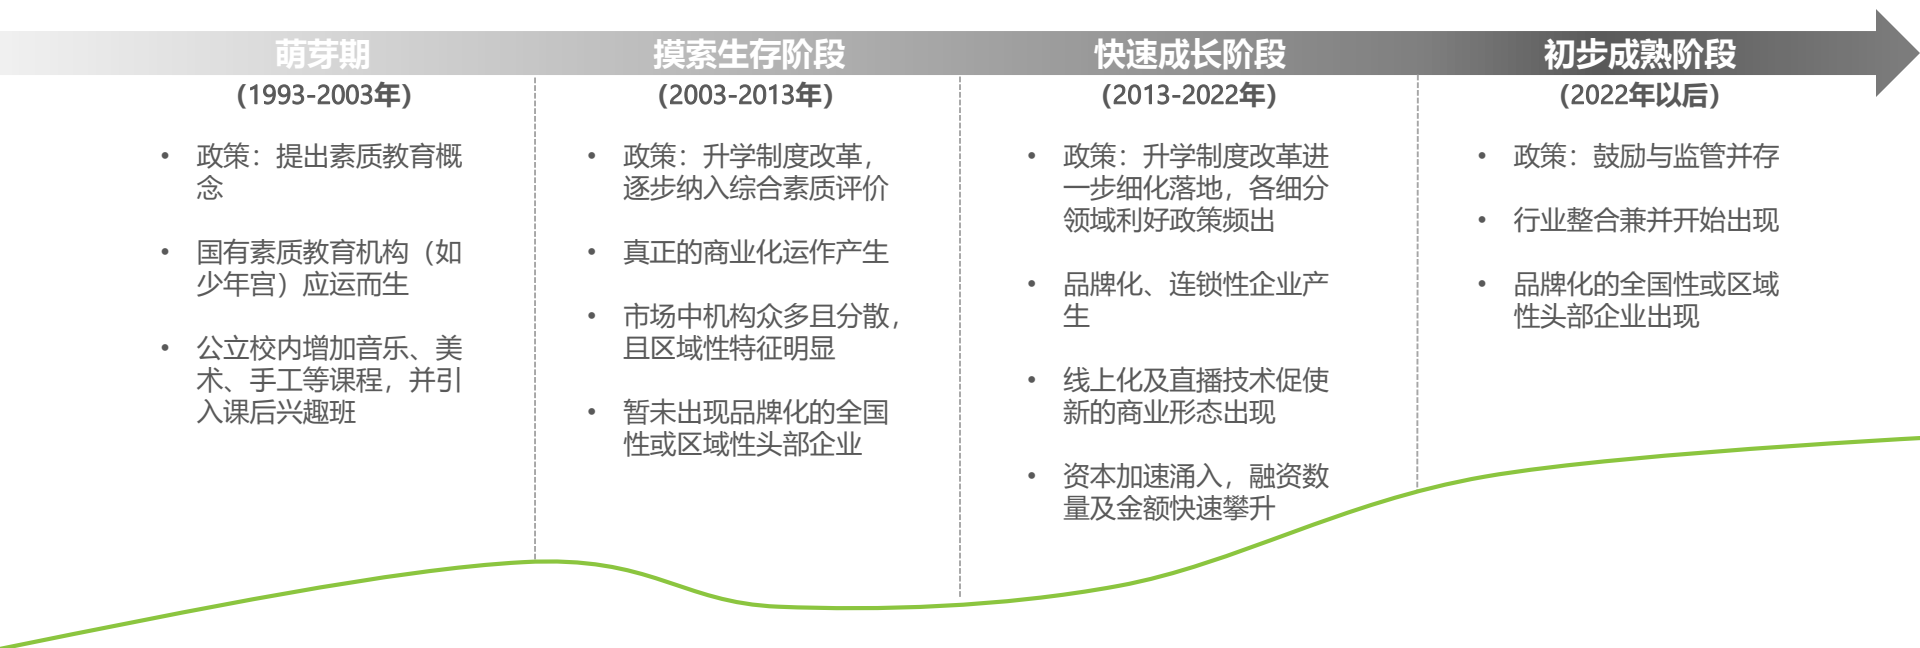 萌芽期
(1993-2003年)
• 政策：提出素质教育概
念
• 国有素质教育机构（如
少年宫）应运而生
• 公立校内增加音乐、美
术、手工等课程，并引
入课后兴趣班
摸索生存阶段
(2003-2013年)
• 政策：升学制度改革，
逐步纳入综合素质评价
• 真正的商业化运作产生
• 市场中机构众多且分散，
且区域性特征明显
• 暂未出现品牌化的全国
性或区域性头部企业
快速成长阶段
(2013-2022年)
• 政策：升学制度改革进
一步细化落地，各细分
领域利好政策频出
• 品牌化、连锁性企业产
生
• 线上化及直播技术促使
新的商业形态出现
• 资本加速涌入，融资数
量及金额快速攀升
初步成熟阶段
(2022年以后)
• 政策：鼓励与监管并存
• 行业整合兼并开始出现
• 品牌化的全国性或区域
性头部企业出现